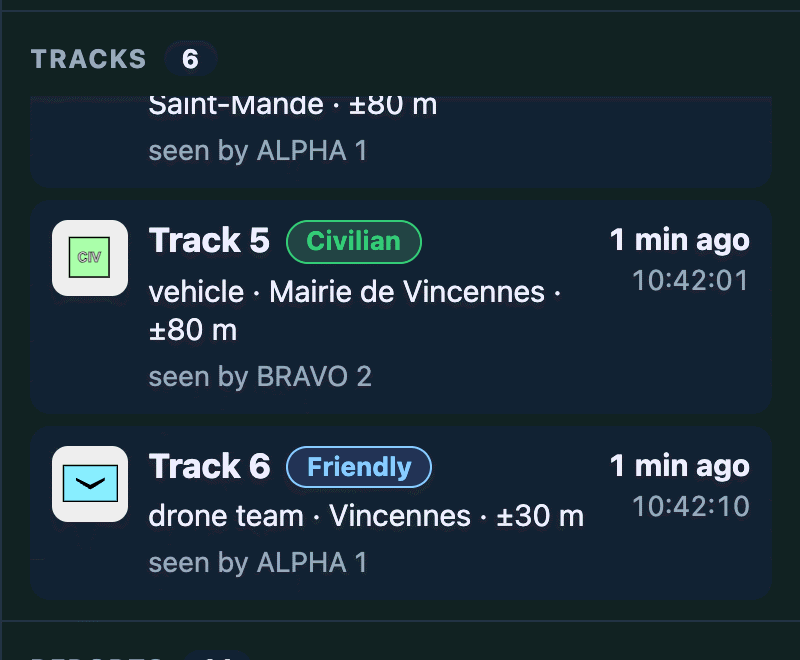 TRACKS 6
Saint-Mandé · ±80 m
seen by ALPHA 1
CIV
Track 5 Civilian 1 min ago
10:42:01
vehicle · Mairie de Vincennes ·
±80 m
seen by BRAVO 2
Track 6 Friendly 1 min ago
10:42:10
drone team · Vincennes · ±30 m
seen by ALPHA 1